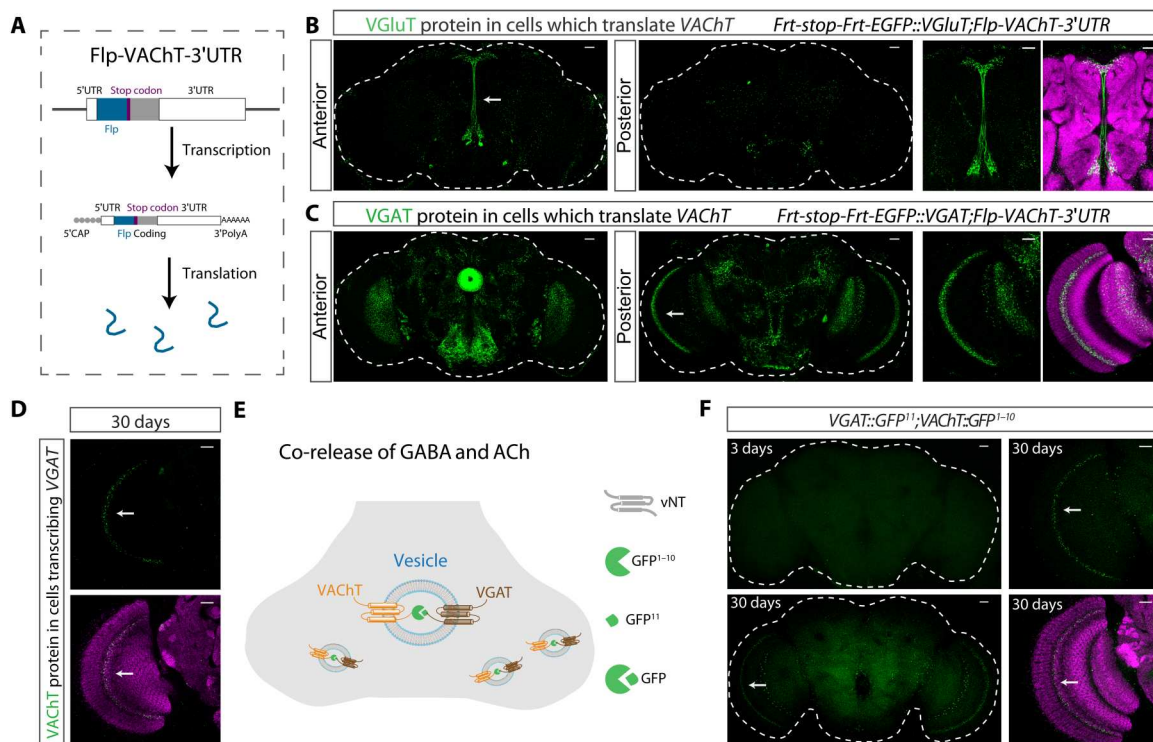 A
Flp-VAChT-3'UTR
5'UTR Stop codon 3'UTR
Flp
Transcription
5'UTR Stop codon 3'UTR
AAAAAA
5'CAP Flp Coding 3'PolyA
Translation
B
VGluT protein in cells which translate VAChT Frt-stop-Frt-EGFP::VGluT;Flp-VAChT-3'UTR
Anterior
Posterior
C
VGAT protein in cells which translate VAChT Frt-stop-Frt-EGFP::VGAT;Flp-VAChT-3'UTR
Anterior
Posterior
D
30 days
VAChT protein in cells transcribing VGAT
E
Co-release of GABA and ACh
Vesicle
VAChT
VGAT
vNT
GFP¹⁻¹⁰
GFP¹¹
GFP
F
VGAT::GFP¹¹;VAChT::GFP¹⁻¹⁰
3 days
30 days
30 days
30 days